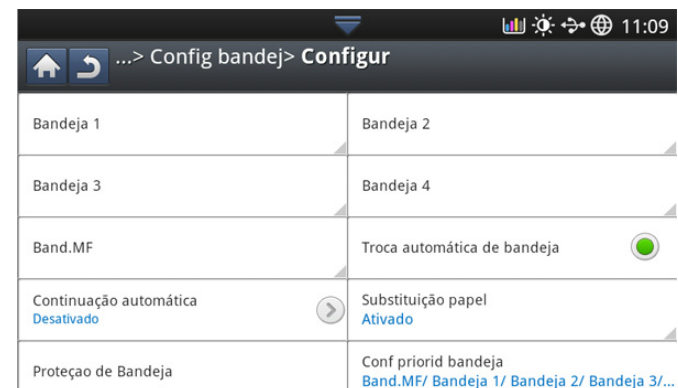 11:09
...> Config bandej> Configur
Bandeja 1
Bandeja 2
Bandeja 3
Bandeja 4
Band.MF
Troca automática de bandeja
Continuação automática
Desativado
Substituição papel
Ativado
Proteçao de Bandeja
Conf priorid bandeja
Band.MF/ Bandeja 1/ Bandeja 2/ Bandeja 3/...